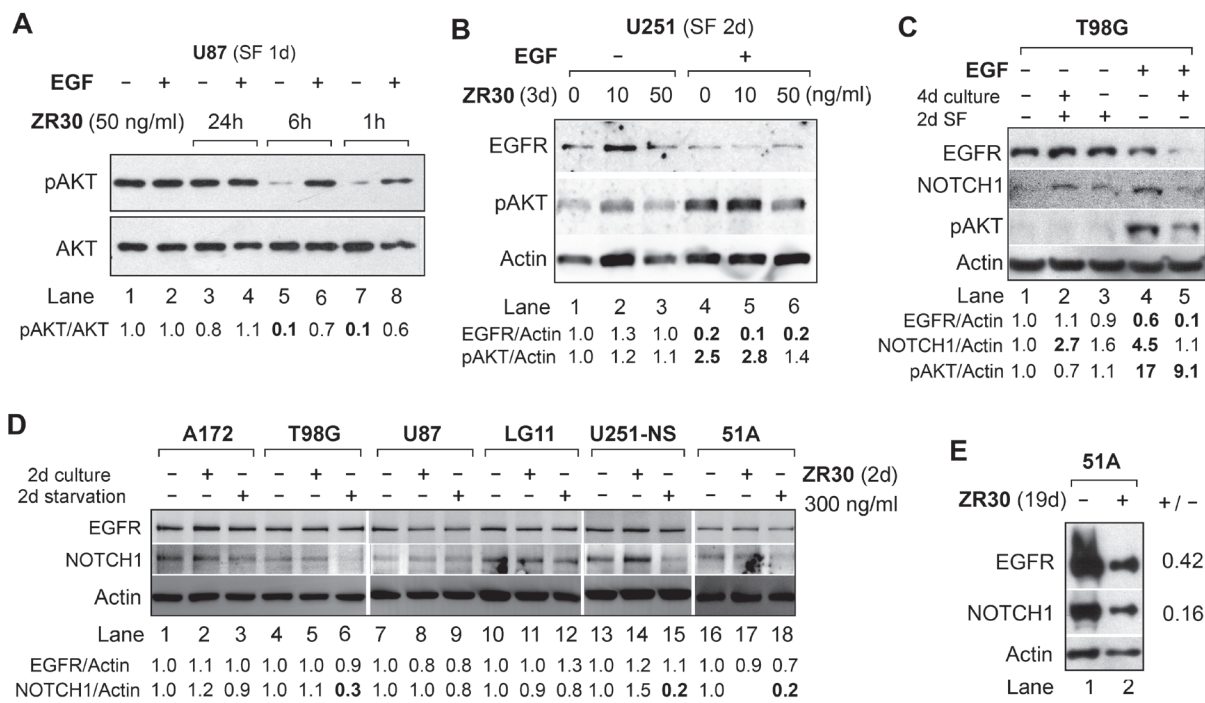 A
U87 (SF 1d)
EGF − + − + − + − +
ZR30 (50 ng/ml) 24h 6h 1h
pAKT
AKT
Lane 1 2 3 4 5 6 7 8
pAKT/AKT 1.0 1.0 0.8 1.1 0.1 0.7 0.1 0.6
B
U251 (SF 2d)
EGF − +
ZR30 (3d) 0 10 50 0 10 50 (ng/ml)
EGFR
pAKT
Actin
Lane 1 2 3 4 5 6
EGFR/Actin 1.0 1.3 1.0 0.2 0.1 0.2
pAKT/Actin 1.0 1.2 1.1 2.5 2.8 1.4
C
T98G
EGF − − − + +
4d culture − + − − +
2d SF − + + − −
EGFR
NOTCH1
pAKT
Actin
Lane 1 2 3 4 5
EGFR/Actin 1.0 1.1 0.9 0.6 0.1
NOTCH1/Actin 1.0 2.7 1.6 4.5 1.1
pAKT/Actin 1.0 0.7 1.1 17 9.1
D
A172 T98G U87 LG11 U251-NS 51A
2d culture − + − − + − − + − − + − − + − − + − ZR30 (2d)
2d starvation − − + − − + − − + − − + − − + − − + 300 ng/ml
EGFR
NOTCH1
Actin
Lane 1 2 3 4 5 6 7 8 9 10 11 12 13 14 15 16 17 18
EGFR/Actin 1.0 1.1 1.0 1.0 1.0 0.9 1.0 0.8 0.8 1.0 1.0 1.3 1.0 1.2 1.1 1.0 0.9 0.7
NOTCH1/Actin 1.0 1.2 0.9 1.0 1.1 0.3 1.0 1.0 0.8 1.0 0.9 0.8 1.0 1.5 0.2 1.0 0.2
E
51A
ZR30 (19d) − + + / −
EGFR 0.42
NOTCH1 0.16
Actin
Lane 1 2